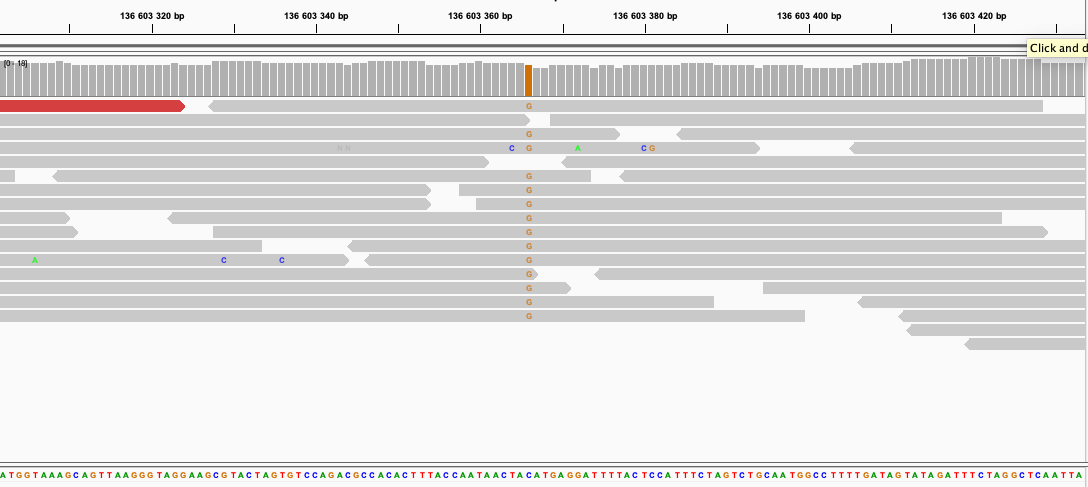 136 603 320 bp 136 603 340 bp 136 603 360 bp 136 603 380 bp 136 603 400 bp 136 603 420 bp
Click and d
[0 - 18]
G
G
C G A C G
G
G
G
G
G
G
A C C G
G
G
G
G
ATGGTAAAGCAGTTAAGGGTAGGAAGCGTACTAGTGTCCAGACGCCACACTTTACCAATAACTACATGAGGATTTTACTCCATTTCTAGTCTGCAATGGCCTTTTGATAGTATAGATTTCTAGGCTCAATTA